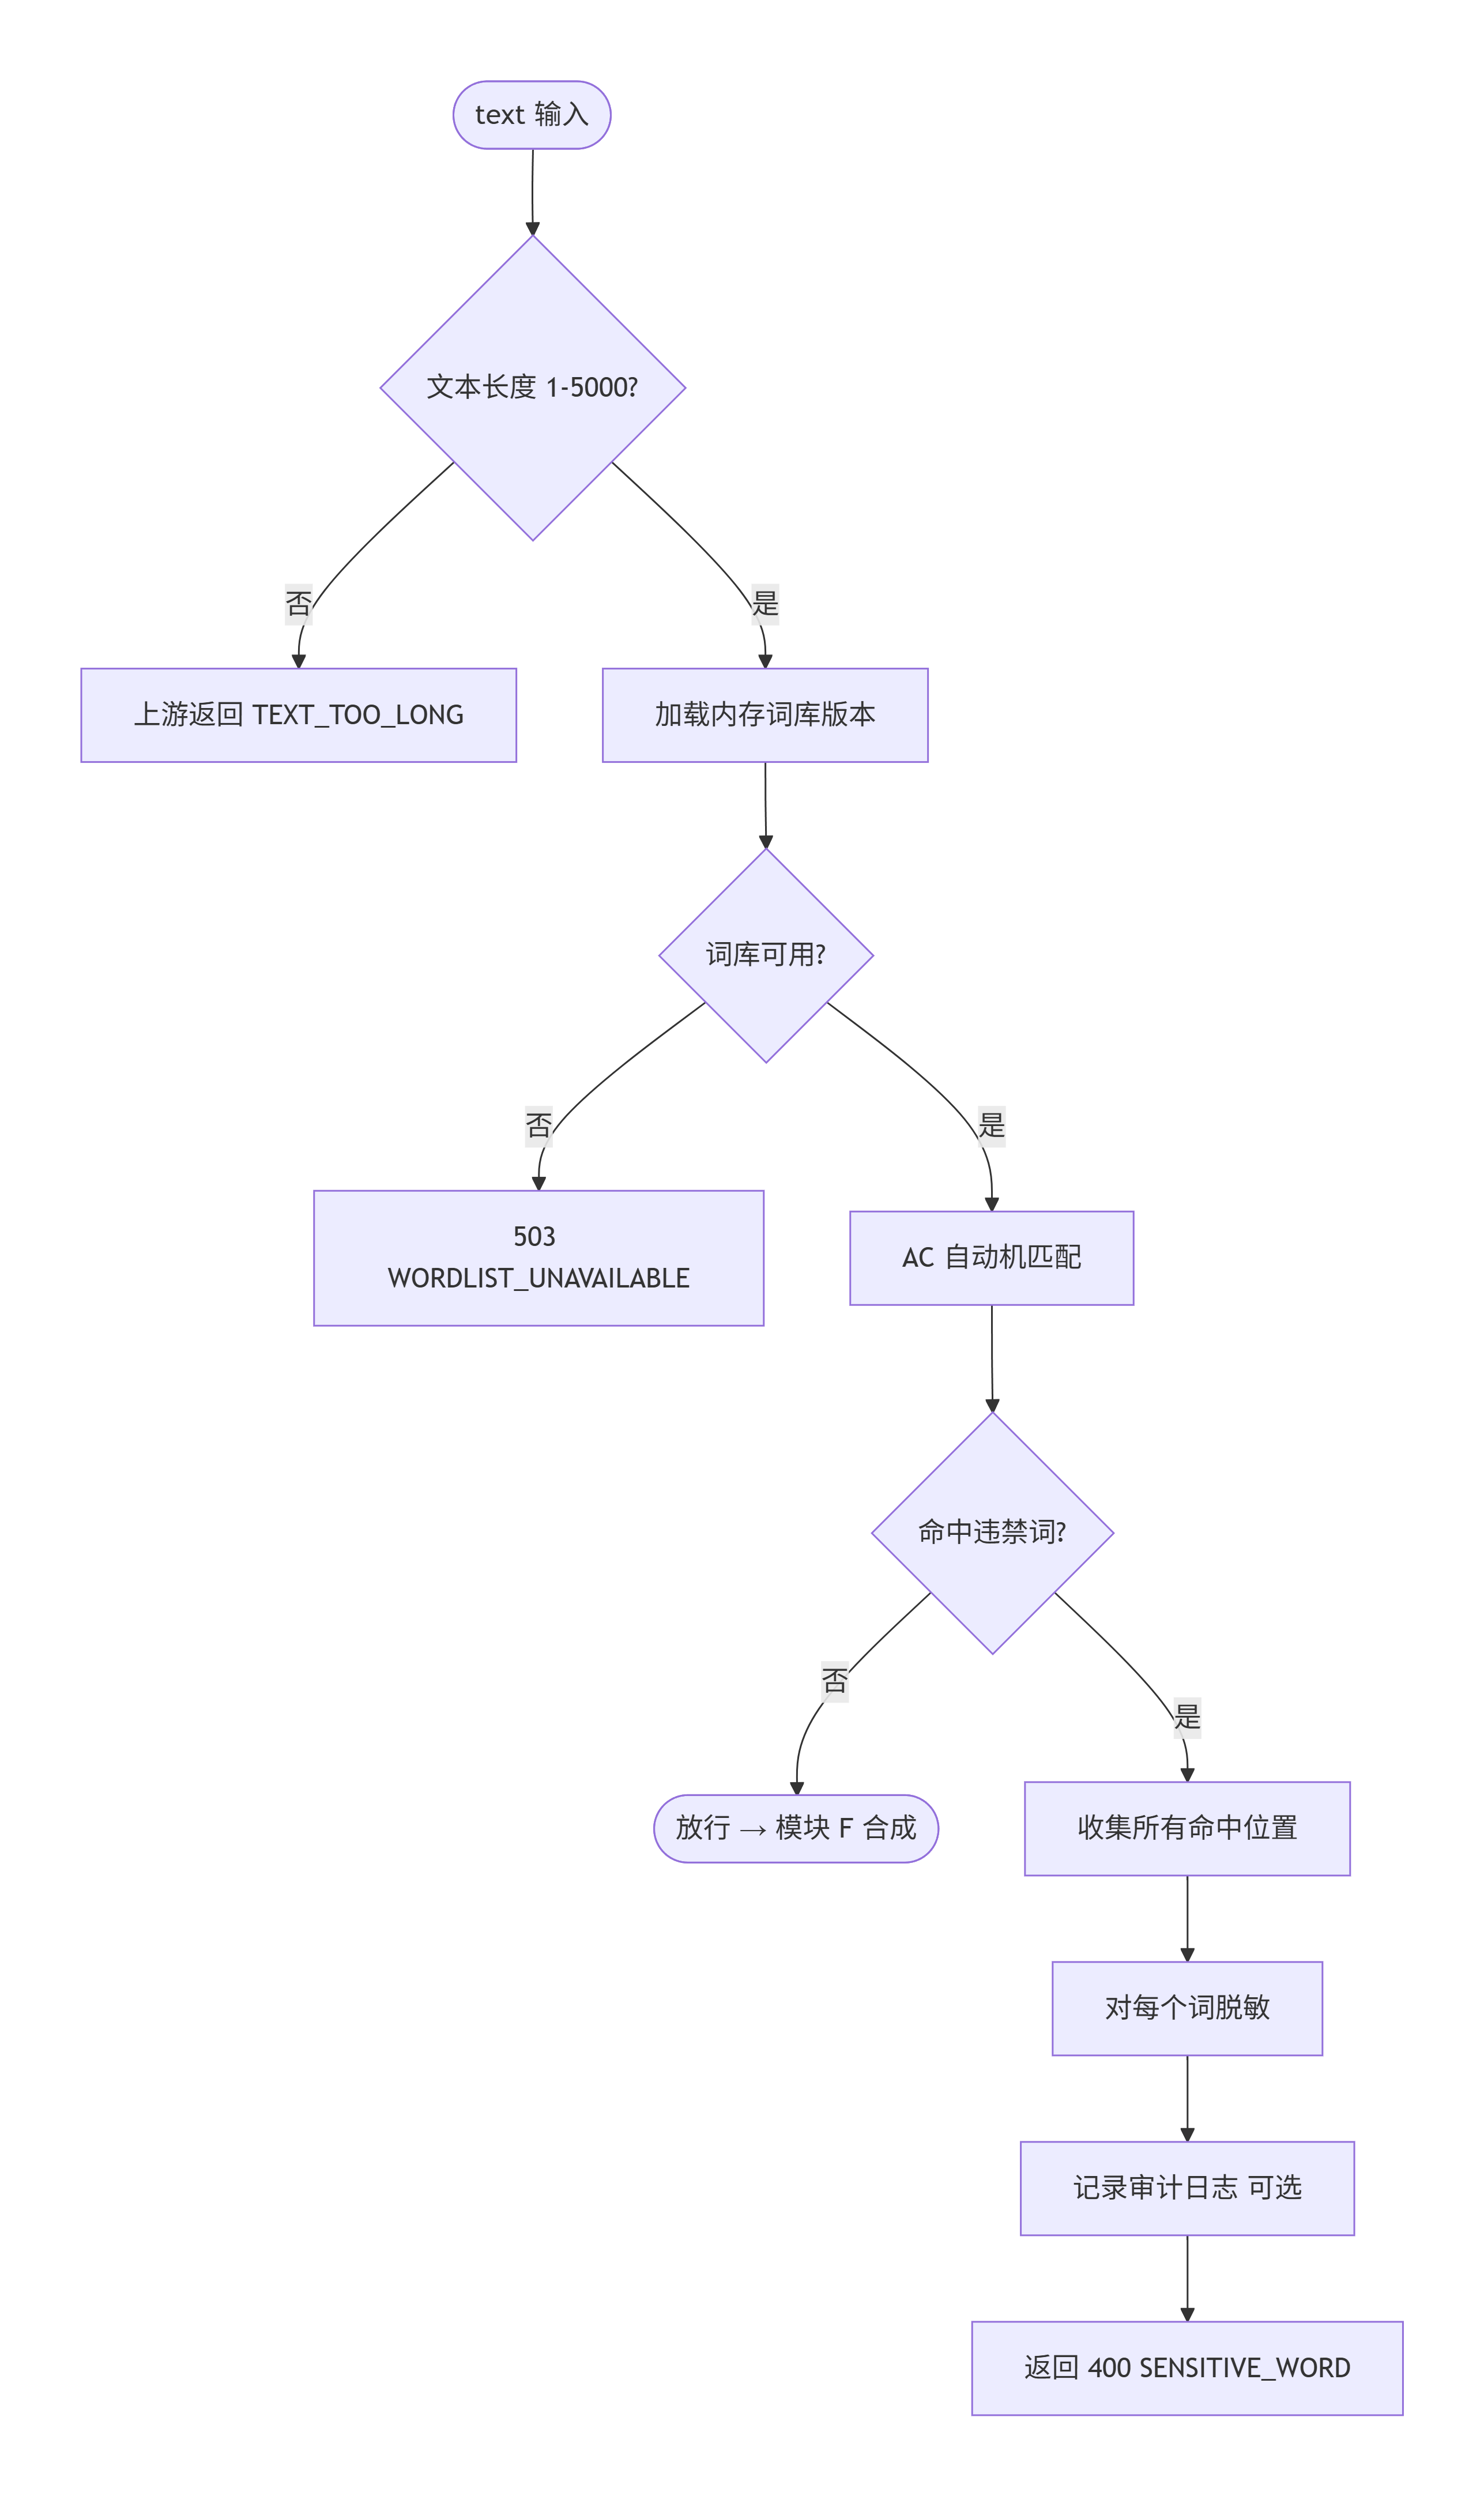 text 输入
文本长度 1-5000?
否
是
上游返回 TEXT_TOO_LONG
加载内存词库版本
词库可用?
否
是
503
WORDLIST_UNAVAILABLE
AC 自动机匹配
命中违禁词?
否
是
放行 → 模块 F 合成
收集所有命中位置
对每个词脱敏
记录审计日志 可选
返回 400 SENSITIVE_WORD